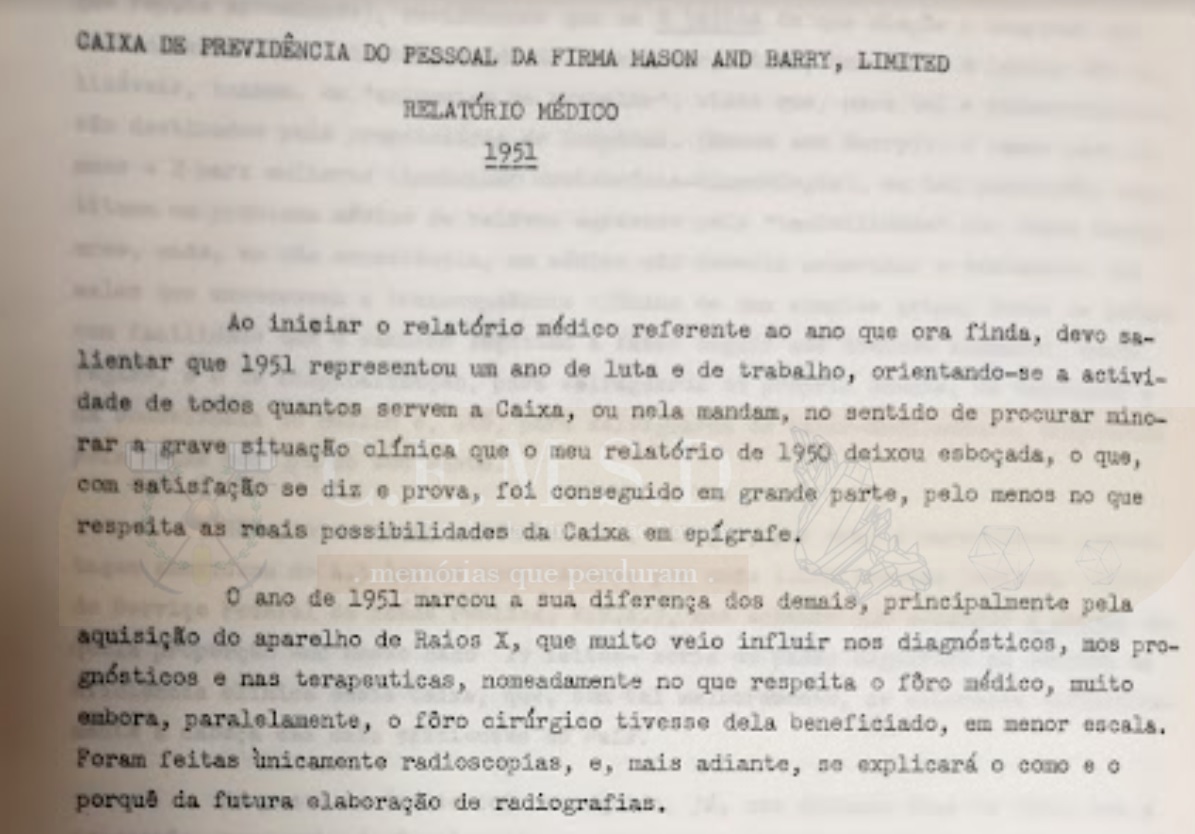 CAIXA DE PREVIDÊNCIA DO PESSOAL DA FIRMA MASON AND BARRY, LIMITED
RELATÓRIO MÉDICO
1951
Ao iniciar o relatório médico referente ao ano que ora finda, devo sa-
lientar que 1951 representou um ano de luta e de trabalho, orientando-se a activi-
dade de todos quantos servem a Caixa, ou nela mandam, no sentido de procurar mino-
rar a grave situação clínica que o meu relatório de 1950 deixou esboçada, o que,
com satisfação se diz e prova, foi conseguido em grande parte, pelo menos no que
respeita as reais possibilidades da Caixa em epígrafe.
C.E.M.S.D
. memórias que perduram .
O ano de 1951 marcou a sua diferença dos demais, principalmente pela
aquisição do aparelho de Raios X, que muito veio influir nos diagnósticos, mos pro-
gnósticos e nas terapeuticas, nomeadamente no que respeita o fôro médico, muito
embora, paralelamente, o fôro cirúrgico tivesse dela beneficiado, em menor escala.
Foram feitas ùnicamente radioscopias, e, mais adiante, se explicará o como e o
porquê da futura elaboração de radiografias.